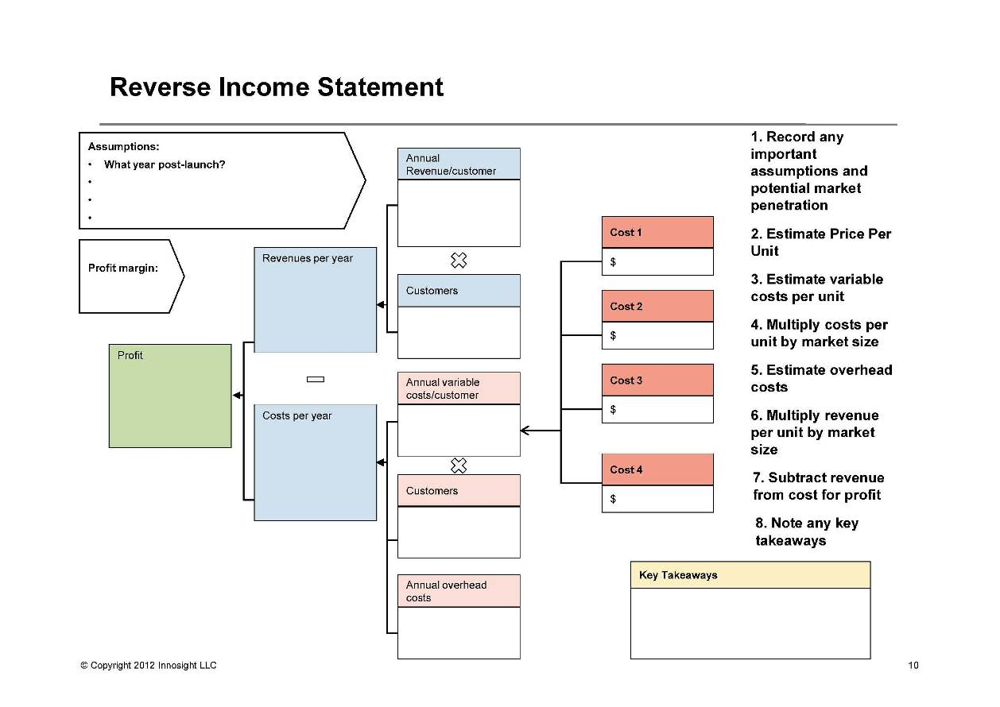 Reverse Income Statement
Assumptions:
• What year post-launch?
•
•
•
Profit margin:
Profit
Revenues per year
Costs per year
Annual
Revenue/customer
Customers
Annual variable
costs/customer
Customers
Annual overhead
costs
Cost 1
$
Cost 2
$
Cost 3
$
Cost 4
$
1. Record any
important
assumptions and
potential market
penetration
2. Estimate Price Per
Unit
3. Estimate variable
costs per unit
4. Multiply costs per
unit by market size
5. Estimate overhead
costs
6. Multiply revenue
per unit by market
size
7. Subtract revenue
from cost for profit
8. Note any key
takeaways
Key Takeaways
© Copyright 2012 Innosight LLC
10